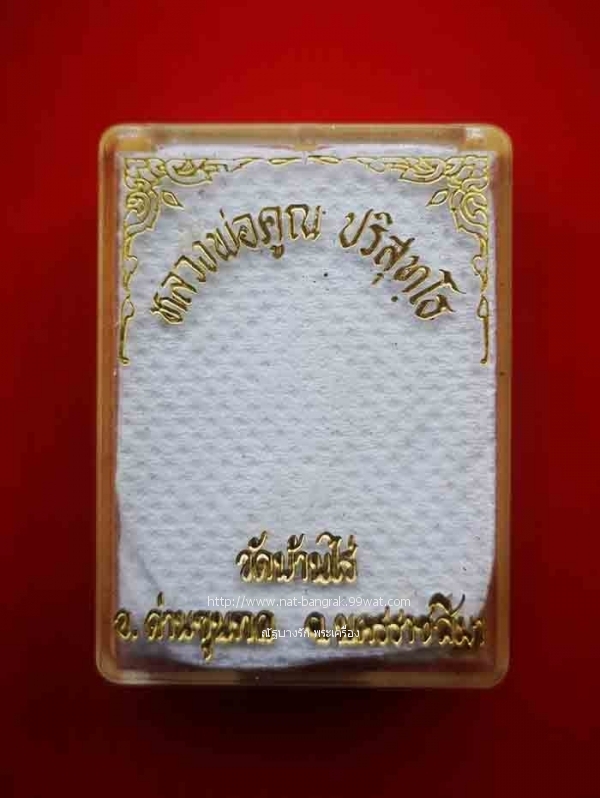 หลวงพ่อคูณ ปริสุทฺโธ
วัดบ้านไร่
http://www.nat-bangrak.99wat.com
อ.ด่านขุนทด จ.นครราชสีมา
ณัฐบางรัก พระเครื่อง